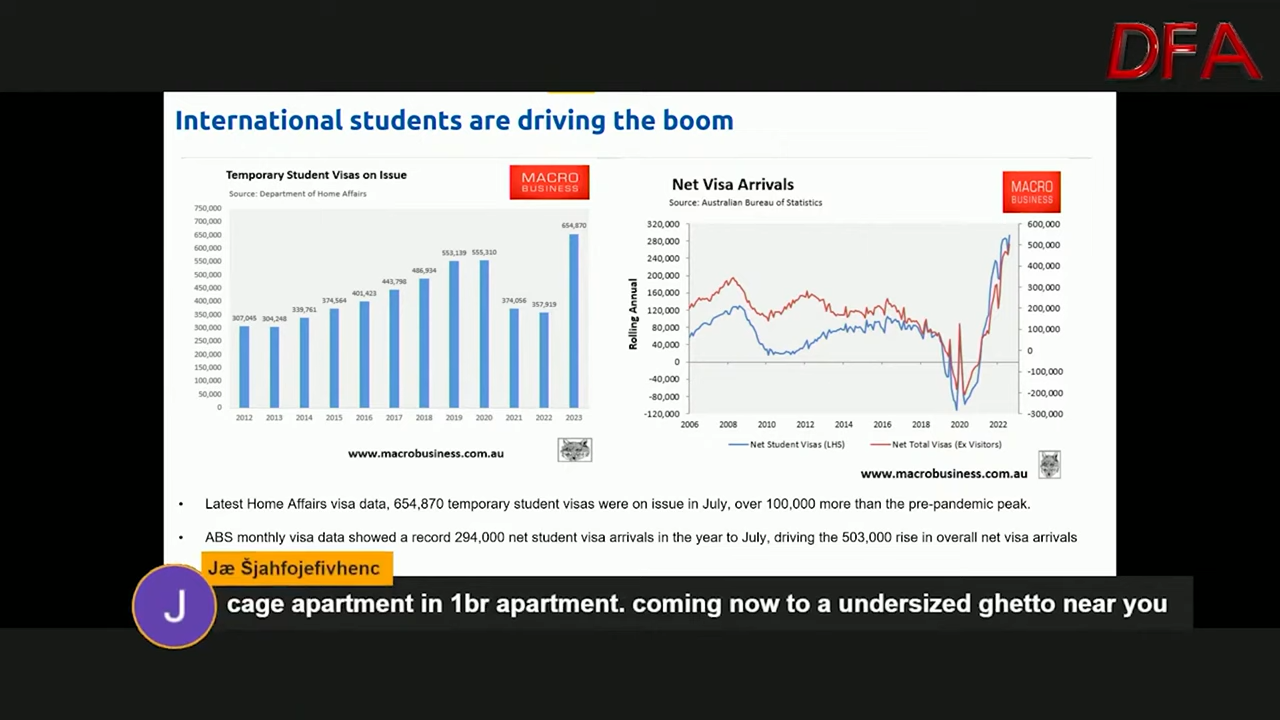 DFA
International students are driving the boom
Temporary Student Visas on Issue
Source: Department of Home Affairs
MACRO
BUSINESS
750,000
700,000
650,000
600,000
550,000
500,000
450,000
400,000
350,000
300,000
250,000
200,000
150,000
100,000
50,000
0
307,045
304,248
339,761
374,564
401,423
443,798
486,934
553,139
555,310
374,056
357,919
654,870
2012 2013 2014 2015 2016 2017 2018 2019 2020 2021 2022 2023
www.macrobusiness.com.au
Net Visa Arrivals
Source: Australian Bureau of Statistics
MACRO
BUSINESS
Rolling Annual
320,000
280,000
240,000
200,000
160,000
120,000
80,000
40,000
0
-40,000
-80,000
-120,000
600,000
500,000
400,000
300,000
200,000
100,000
0
-100,000
-200,000
-300,000
2006 2008 2010 2012 2014 2016 2018 2020 2022
Net Student Visas (LHS) Net Total Visas (Ex Visitors)
www.macrobusiness.com.au
• Latest Home Affairs visa data, 654,870 temporary student visas were on issue in July, over 100,000 more than the pre-pandemic peak.
• ABS monthly visa data showed a record 294,000 net student visa arrivals in the year to July, driving the 503,000 rise in overall net visa arrivals
Jæ Šjahfojefivhenc
J
cage apartment in 1br apartment. coming now to a undersized ghetto near you